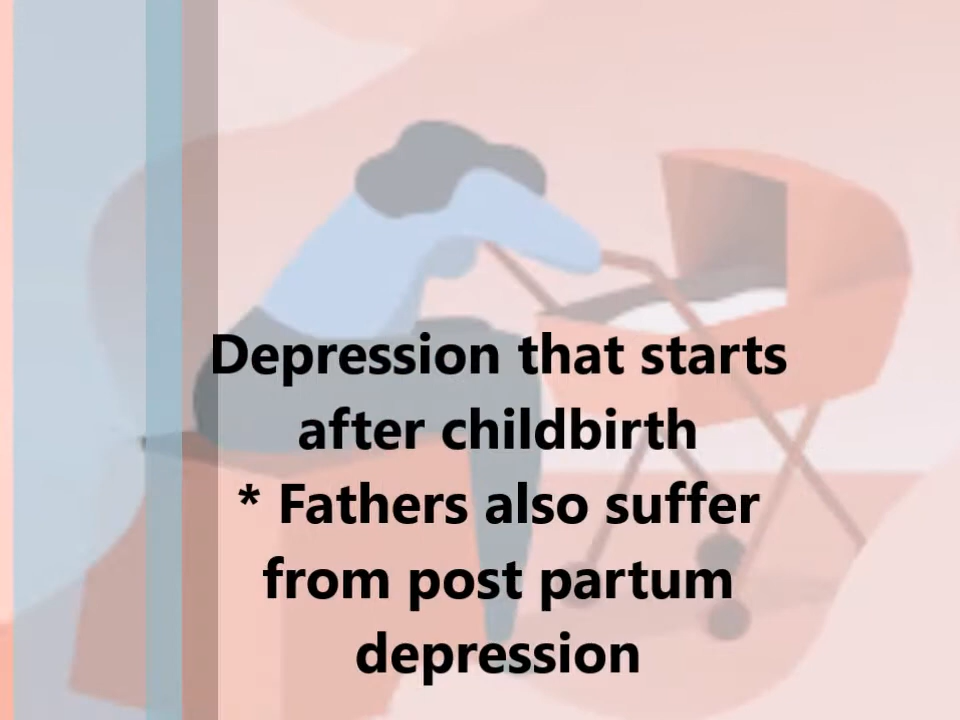 Depression that starts
after childbirth
* Fathers also suffer
from post partum
depression